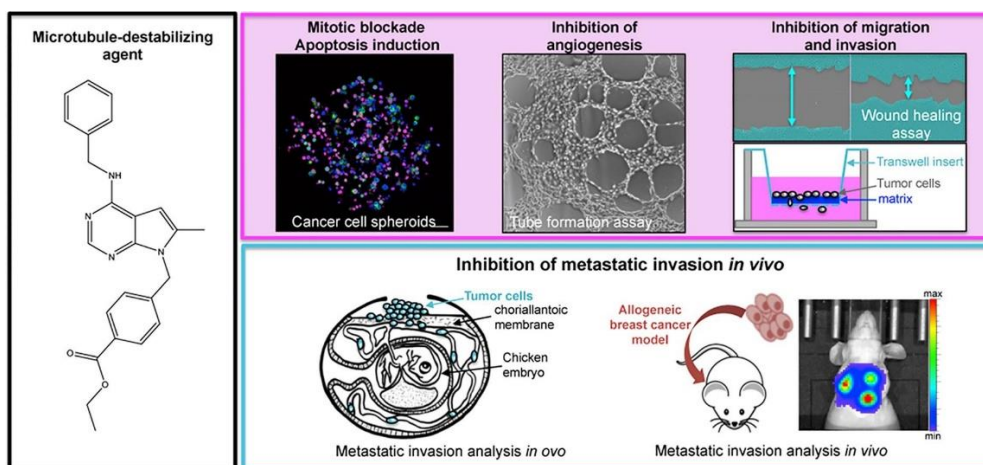 Microtubule-destabilizing
agent
NH
N
N
N
O
O
Mitotic blockade
Apoptosis induction
Cancer cell spheroids
Inhibition of
angiogenesis
Tube formation assay
Inhibition of migration
and invasion
Wound healing
assay
Transwell insert
Tumor cells
matrix
Inhibition of metastatic invasion in vivo
Tumor cells
choriallantoic
membrane
Chicken
embryo
Metastatic invasion analysis in ovo
Allogeneic
breast cancer
model
max
min
Metastatic invasion analysis in vivo